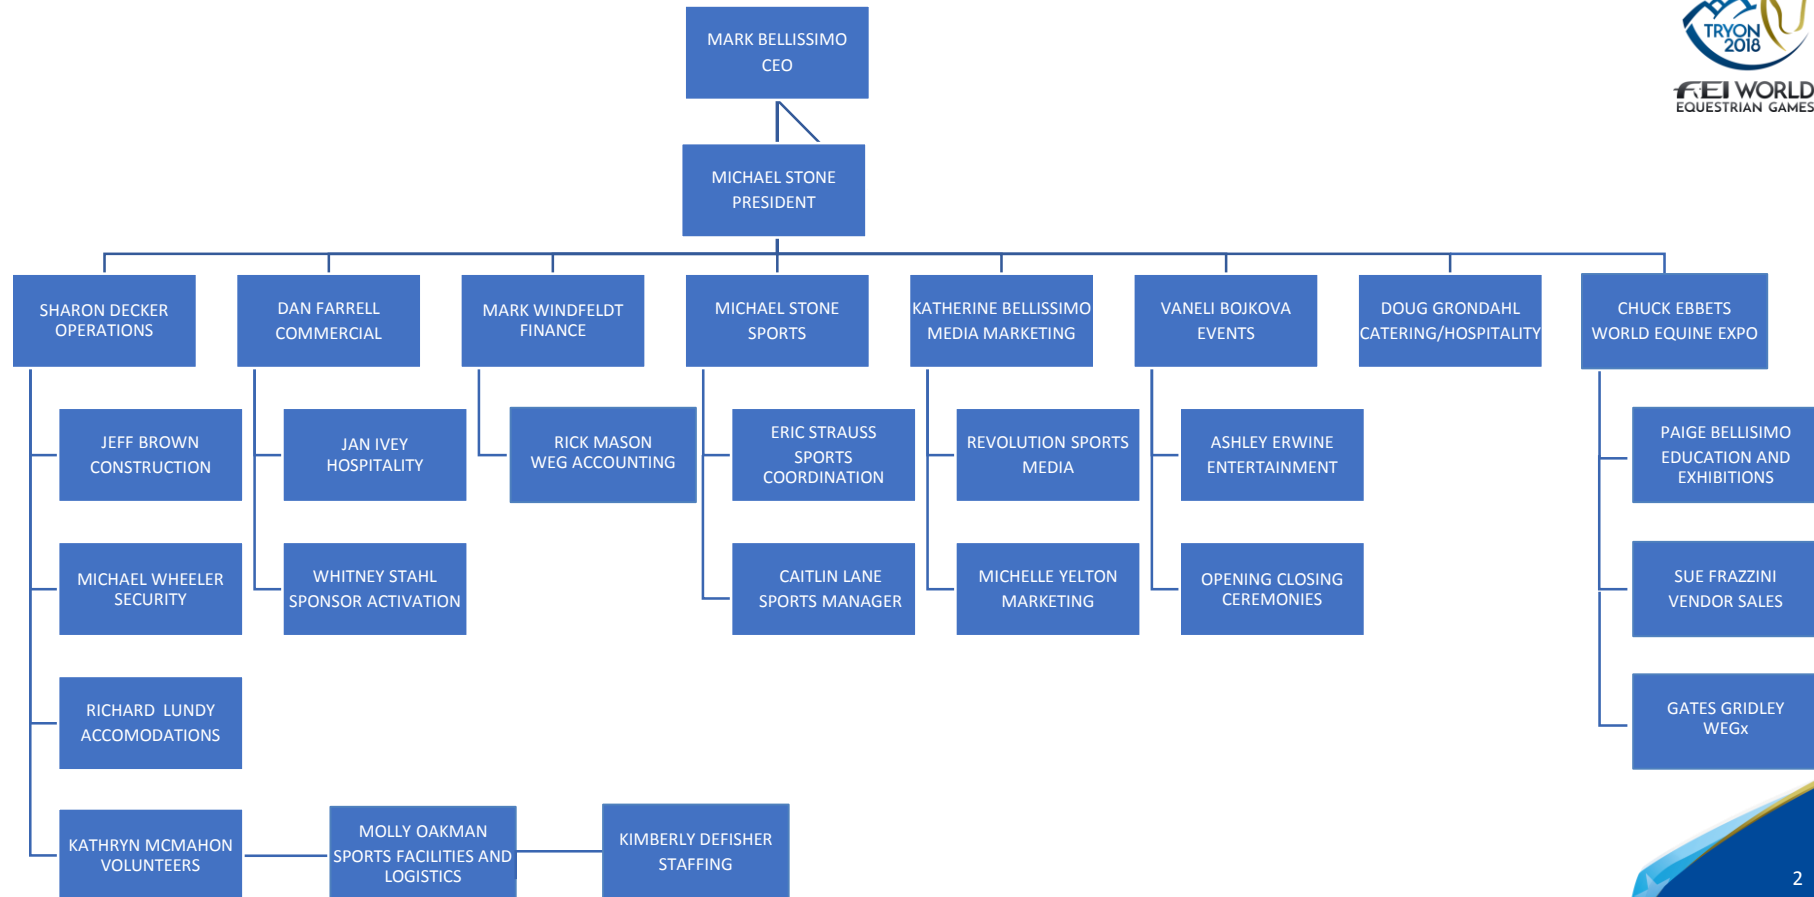 MARK BELLISSIMO
CEO
TRYON
2018
FEI WORLD
EQUESTRIAN GAMES
MICHAEL STONE
PRESIDENT
SHARON DECKER
OPERATIONS
DAN FARRELL
COMMERCIAL
MARK WINDFELDT
FINANCE
MICHAEL STONE
SPORTS
KATHERINE BELLISSIMO
MEDIA MARKETING
VANELI BOJKOVA
EVENTS
DOUG GRONDAHL
CATERING/HOSPITALITY
CHUCK EBBETS
WORLD EQUINE EXPO
JEFF BROWN
CONSTRUCTION
JAN IVEY
HOSPITALITY
RICK MASON
WEG ACCOUNTING
ERIC STRAUSS
SPORTS
COORDINATION
REVOLUTION SPORTS
MEDIA
ASHLEY ERWINE
ENTERTAINMENT
PAIGE BELLISIMO
EDUCATION AND
EXHIBITIONS
MICHAEL WHEELER
SECURITY
WHITNEY STAHL
SPONSOR ACTIVATION
CAITLIN LANE
SPORTS MANAGER
MICHELLE YELTON
MARKETING
OPENING CLOSING
CEREMONIES
SUE FRAZZINI
VENDOR SALES
RICHARD  LUNDY
ACCOMODATIONS
GATES GRIDLEY
WEGx
KATHRYN MCMAHON
VOLUNTEERS
MOLLY OAKMAN
SPORTS FACILITIES AND
LOGISTICS
KIMBERLY DEFISHER
STAFFING
2